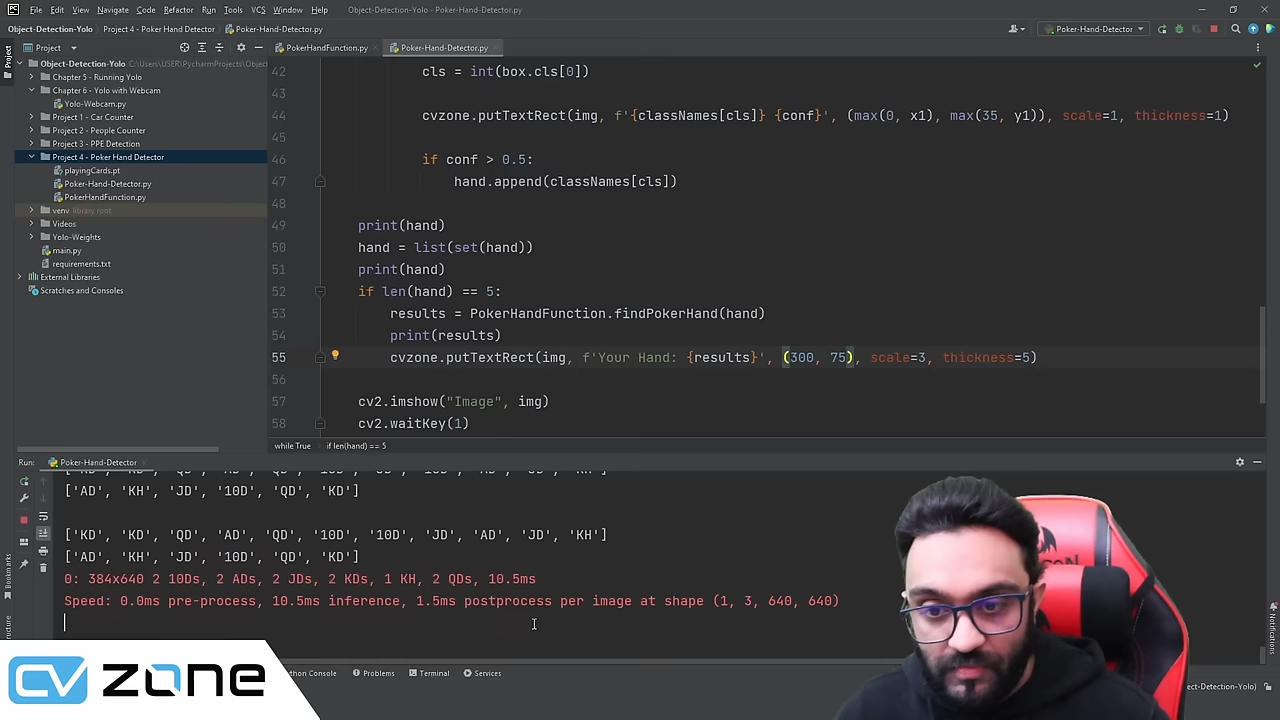 File Edit View Navigate Code Refactor Run Tools VCS Window Help Object-Detection-Yolo - Poker-Hand-Detector.py
Object-Detection-Yolo Project 4 - Poker Hand Detector Poker-Hand-Detector.py Poker-Hand-Detector
Project Project PokerHandFunction.py Poker-Hand-Detector.py
Object-Detection-Yolo C:\Users\USER\PycharmProjects\Object-Detection-Yolo
Chapter 5 - Running Yolo
Chapter 6 - Yolo with Webcam
Yolo-Webcam.py
Project 1 - Car Counter
Project 2 - People Counter
Project 3 - PPE Detection
Project 4 - Poker Hand Detector
playingCards.pt
Poker-Hand-Detector.py
PokerHandFunction.py
venv library root
Videos
Yolo-Weights
main.py
requirements.txt
External Libraries
Scratches and Consoles
42 cls = int(box.cls[0])
43
44 cvzone.putTextRect(img, f'{classNames[cls]} {conf}', (max(0, x1), max(35, y1)), scale=1, thickness=1)
45
46 if conf > 0.5:
47 hand.append(classNames[cls])
48
49 print(hand)
50 hand = list(set(hand))
51 print(hand)
52 if len(hand) == 5:
53 results = PokerHandFunction.findPokerHand(hand)
54 print(results)
55 cvzone.putTextRect(img, f'Your Hand: {results}', (300, 75), scale=3, thickness=5)
56
57 cv2.imshow("Image", img)
58 cv2.waitKey(1)
while True if len(hand) == 5
Run: Poker-Hand-Detector
['AD', 'KH', 'JD', '10D', 'QD', 'KD']
['KD', 'KD', 'QD', 'AD', 'QD', '10D', '10D', 'JD', 'AD', 'JD', 'KH']
['AD', 'KH', 'JD', '10D', 'QD', 'KD']
0: 384x640 2 10Ds, 2 ADs, 2 JDs, 2 KDs, 1 KH, 2 QDs, 10.5ms
Speed: 0.0ms pre-process, 10.5ms inference, 1.5ms postprocess per image at shape (1, 3, 640, 640)
Bookmarks
Notifications
Console Problems Terminal Services
CV ZONE